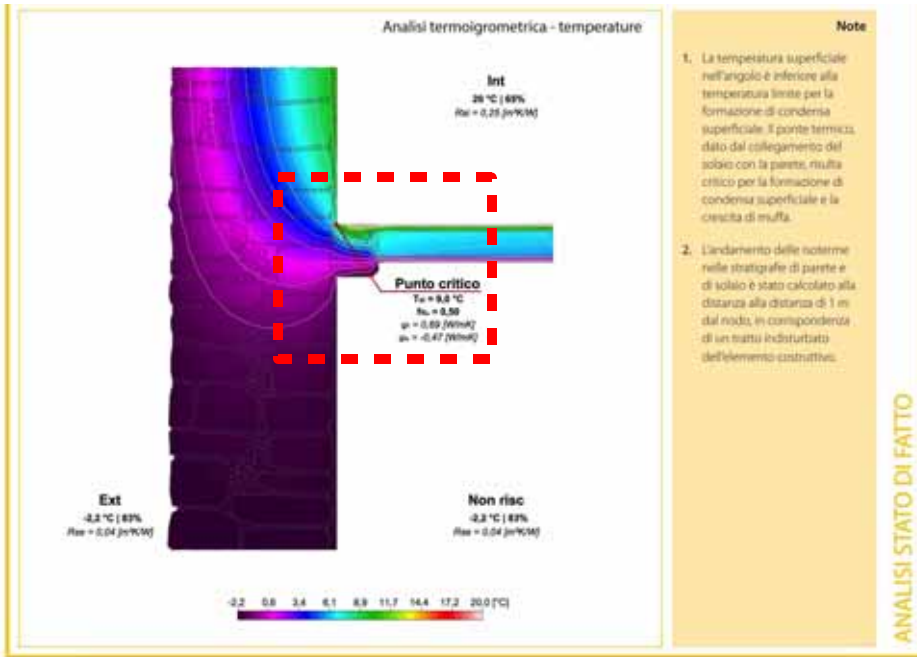 Analisi termoigrometrica - temperature
Int
20 °C | 65%
Rsi = 0,25 [m²K/W]
Punto critico
Tsi = 9,0 °C
= 0,50
= 0,69 [W/mK]
= -0,47 [W/mK]
Ext
-2,2 °C | 83%
Rse = 0,04 [m²K/W]
Non risc
-2,2 °C | 83%
Rse = 0,04 [m²K/W]
-2,2 0,6 3,4 6,1 8,9 11,7 14,4 17,2 20,0 [°C]
Note
1. La temperatura superficiale
nell'angolo è inferiore alla
temperatura limite per la
formazione di condensa
superficiale. Il ponte termico,
dato dal collegamento del
solaio con la parete, risulta
critico per la formazione di
condensa superficiale e la
crescita di muffa.
2. L'andamento delle isoterme
nelle stratigrafie di parete e
di solaio è stato calcolato alla
distanza alla distanza di 1 m
dal nodo, in corrispondenza
di un tratto indisturbato
dell'elemento costruttivo.
ANALISI STATO DI FATTO